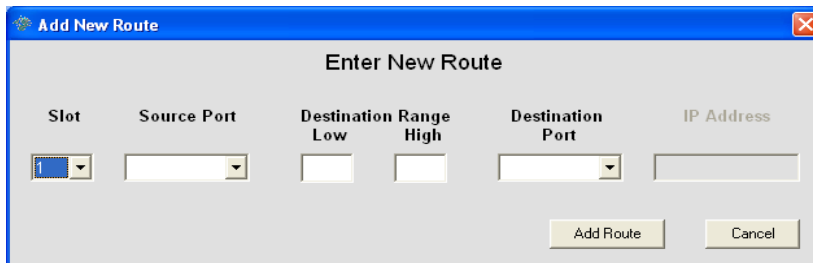 Add New Route
Enter New Route
Slot Source Port Destination Range Destination IP Address
Low High Port
1
Add Route Cancel